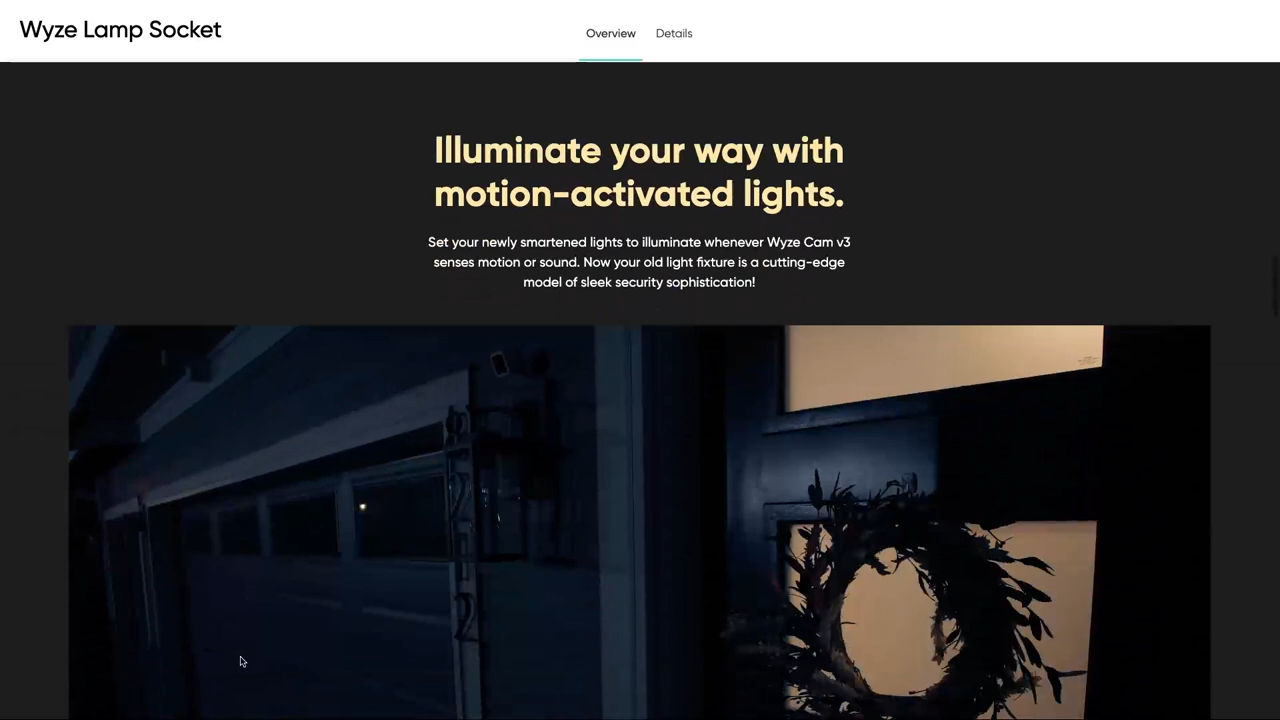 Wyze Lamp Socket
Overview
Details
Illuminate your way with
motion-activated lights.
Set your newly smartened lights to illuminate whenever Wyze Cam v3
senses motion or sound. Now your old light fixture is a cutting-edge
model of sleek security sophistication!